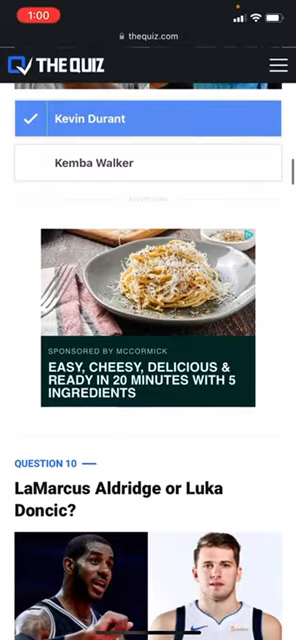 1:00
thequiz.com
THE QUIZ
Kevin Durant
Kemba Walker
SPONSORED BY MCCORMICK
EASY, CHEESY, DELICIOUS &
READY IN 20 MINUTES WITH 5
INGREDIENTS
QUESTION 10
LaMarcus Aldridge or Luka
Doncic?